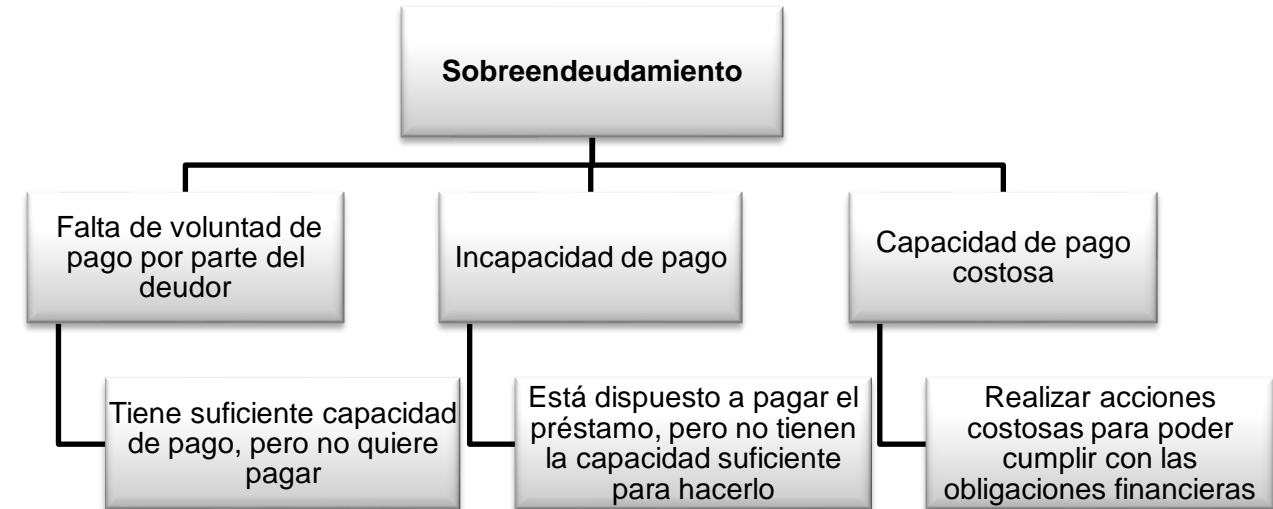 Sobreendeudamiento
Falta de voluntad de
pago por parte del
deudor
Incapacidad de pago
Capacidad de pago
costosa
Tiene suficiente capacidad
de pago, pero no quiere
pagar
Está dispuesto a pagar el
préstamo, pero no tienen
la capacidad suficiente
para hacerlo
Realizar acciones
costosas para poder
cumplir con las
obligaciones financieras